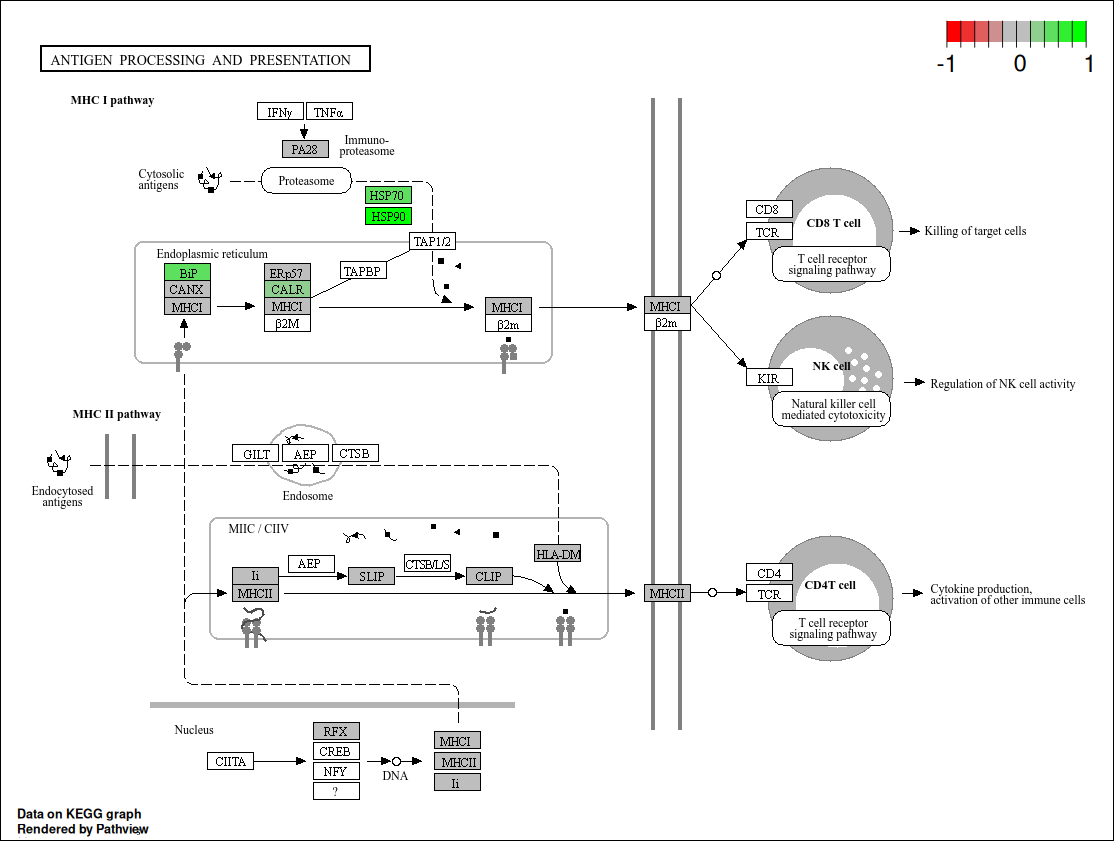 ANTIGEN PROCESSING AND PRESENTATION
-1 0 1
MHC I pathway
IFNγ TNFα
PA28
Immuno-
proteasome
Cytosolic
antigens
Proteasome
HSP70
HSP90
TAP1/2
Endoplasmic reticulum
TAPBP
BiP
CANX
MHCI
ERp57
CALR
MHCI
β2M
MHCI
β2m
MHCI
β2m
CD8
TCR
CD8 T cell
T cell receptor
signaling pathway
Killing of target cells
KIR
NK cell
Natural killer cell
mediated cytotoxicity
Regulation of NK cell activity
MHC II pathway
Endocytosed
antigens
GILT AEP CTSB
Endosome
MIIC / CIIV
HLA-DM
Ii
MHCII
AEP
SLIP
CTSB/L/S
CLIP
MHCII
CD4
TCR
CD4T cell
T cell receptor
signaling pathway
Cytokine production,
activation of other immune cells
Nucleus
CIITA
RFX
CREB
NFY
?
DNA
MHCI
MHCII
Ii
Data on KEGG graph
Rendered by Pathview